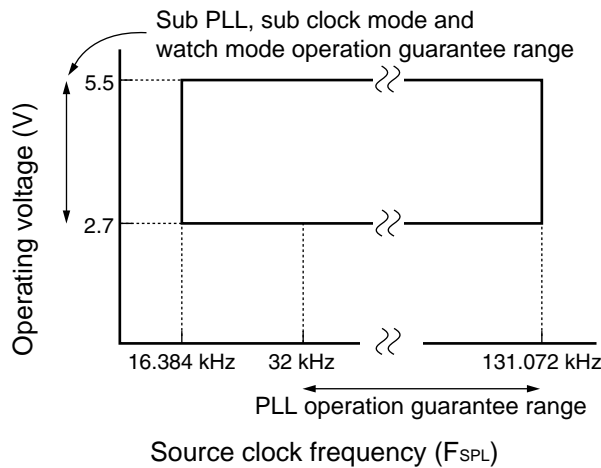 Sub PLL, sub clock mode and
watch mode operation guarantee range
5.5
Operating voltage (V)
2.7
16.384 kHz 32 kHz 131.072 kHz
PLL operation guarantee range
Source clock frequency (FSPL)